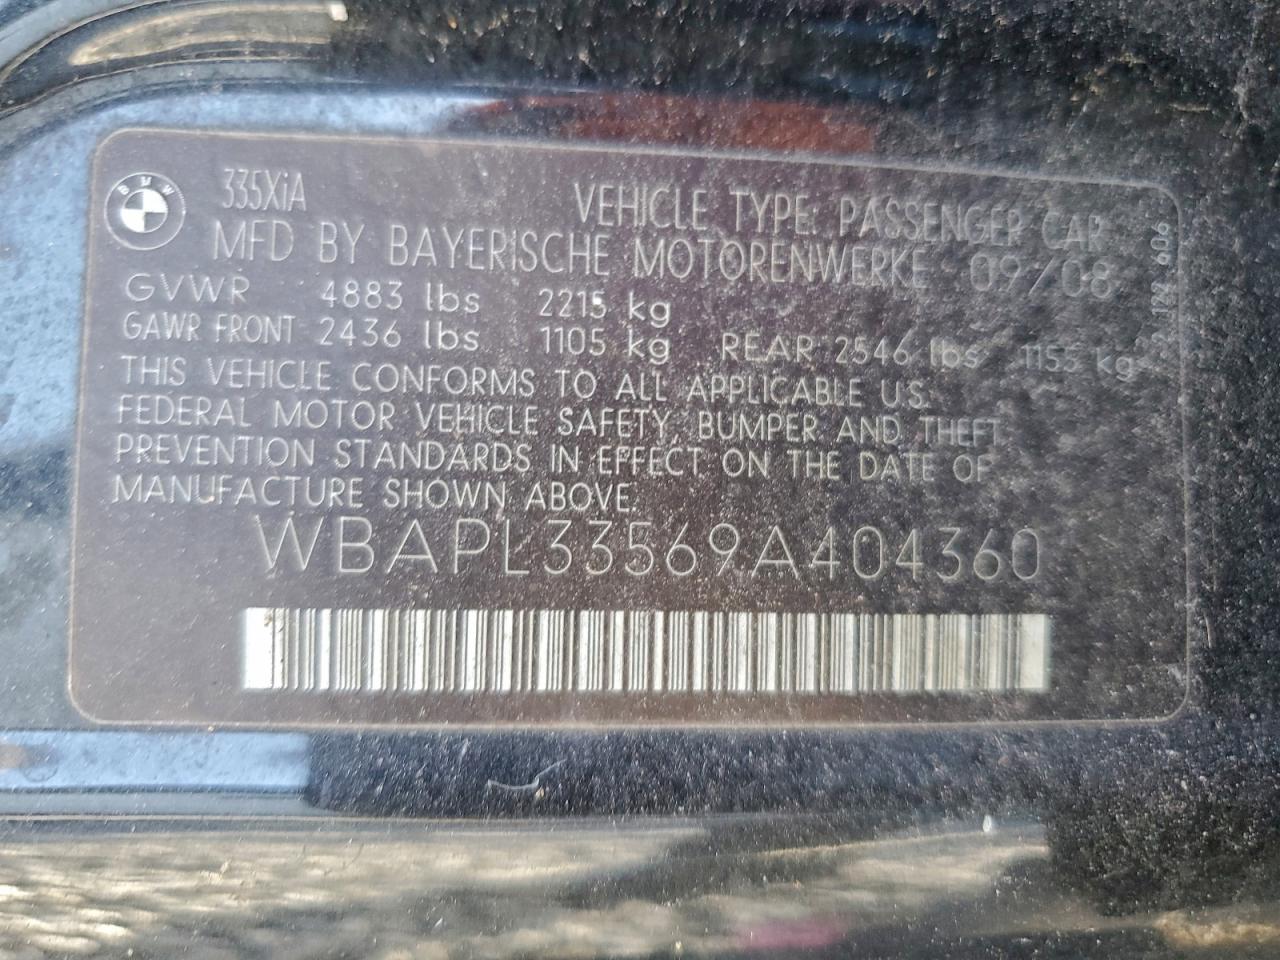 BMW
335XiA
VEHICLE TYPE: PASSENGER CAR
MFD BY BAYERISCHE MOTORENWERKE 09/08
GVWR 4883 lbs 2215 kg
GAWR FRONT 2436 lbs 1105 kg REAR 2546 lbs 1155 kg
THIS VEHICLE CONFORMS TO ALL APPLICABLE U.S.
FEDERAL MOTOR VEHICLE SAFETY, BUMPER AND THEFT
PREVENTION STANDARDS IN EFFECT ON THE DATE OF
MANUFACTURE SHOWN ABOVE.
WBAPL33569A404360